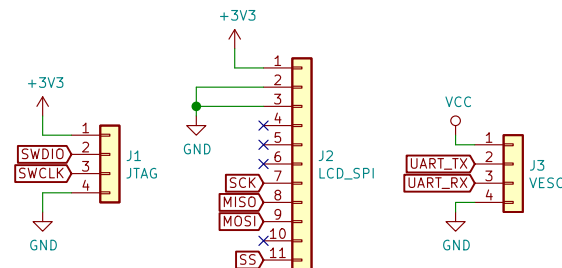 +3V3
1
2
3
4
5
6
7
8
9
10
11
GND
SCK
MISO
MOSI
SS
J2
LCD_SPI
+3V3
1
2
3
4
SWDIO
SWCLK
GND
J1
JTAG
VCC
1
2
3
4
UART_TX
UART_RX
GND
J3
VESC